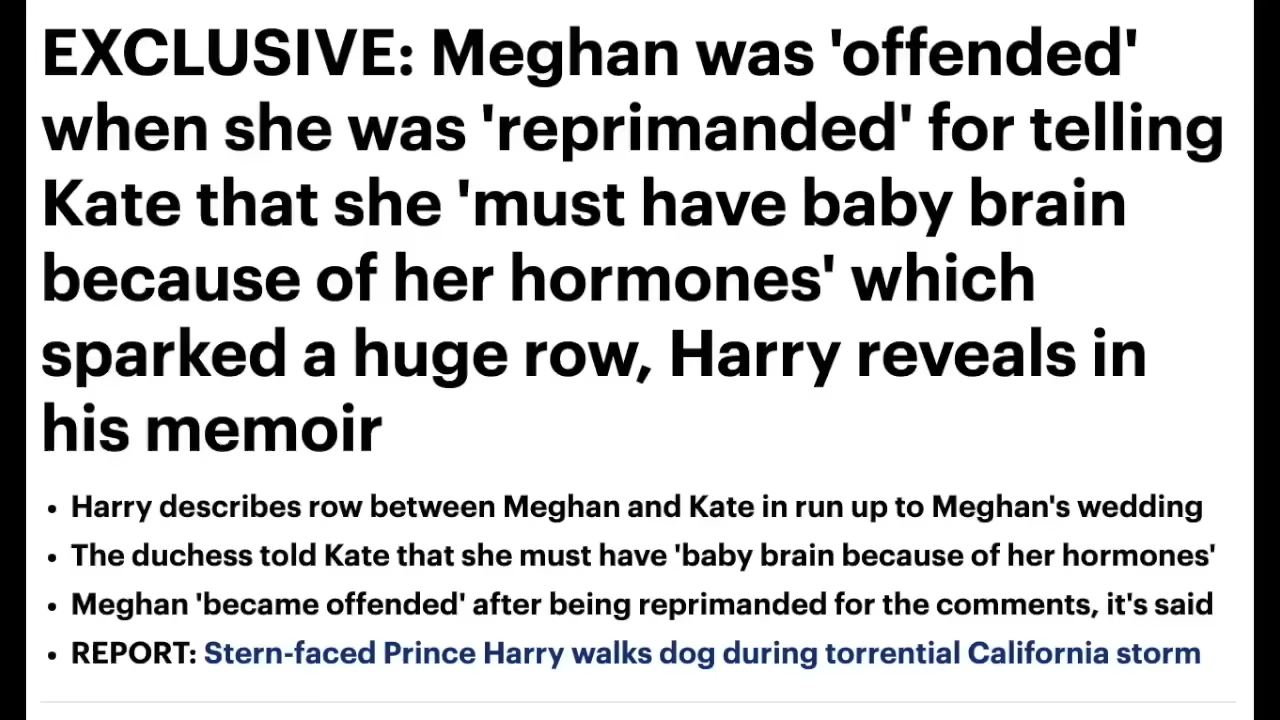 EXCLUSIVE: Meghan was 'offended'
when she was 'reprimanded' for telling
Kate that she 'must have baby brain
because of her hormones' which
sparked a huge row, Harry reveals in
his memoir
• Harry describes row between Meghan and Kate in run up to Meghan's wedding
• The duchess told Kate that she must have 'baby brain because of her hormones'
• Meghan 'became offended' after being reprimanded for the comments, it's said
• REPORT: Stern-faced Prince Harry walks dog during torrential California storm